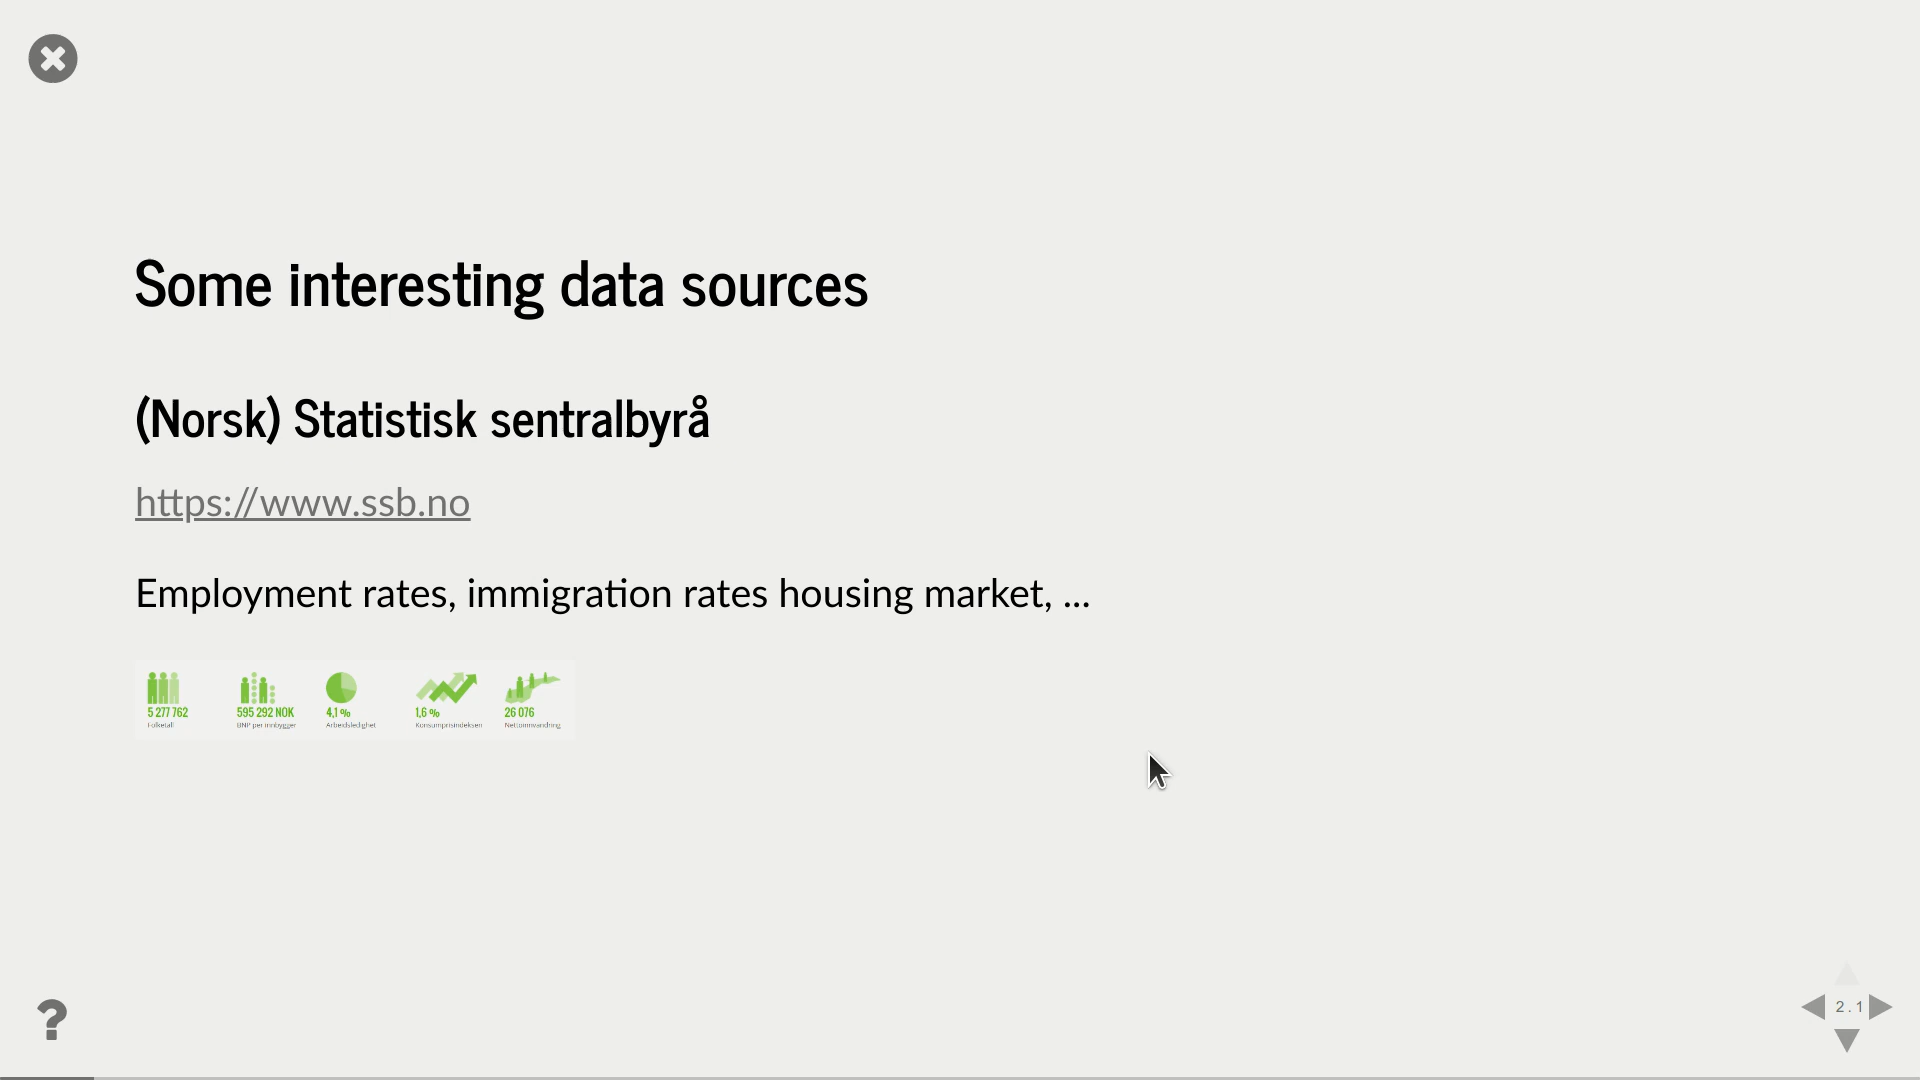 Some interesting data sources
(Norsk) Statistisk sentralbyrå
https://www.ssb.no
Employment rates, immigration rates housing market, ...
5 277 762 595 292 NOK 4,1 % 1,6 % 26 076
Folketall BNP per innbygger Arbeidsledighet Konsumprisindeksen Nettoinnvandring
?
2.1